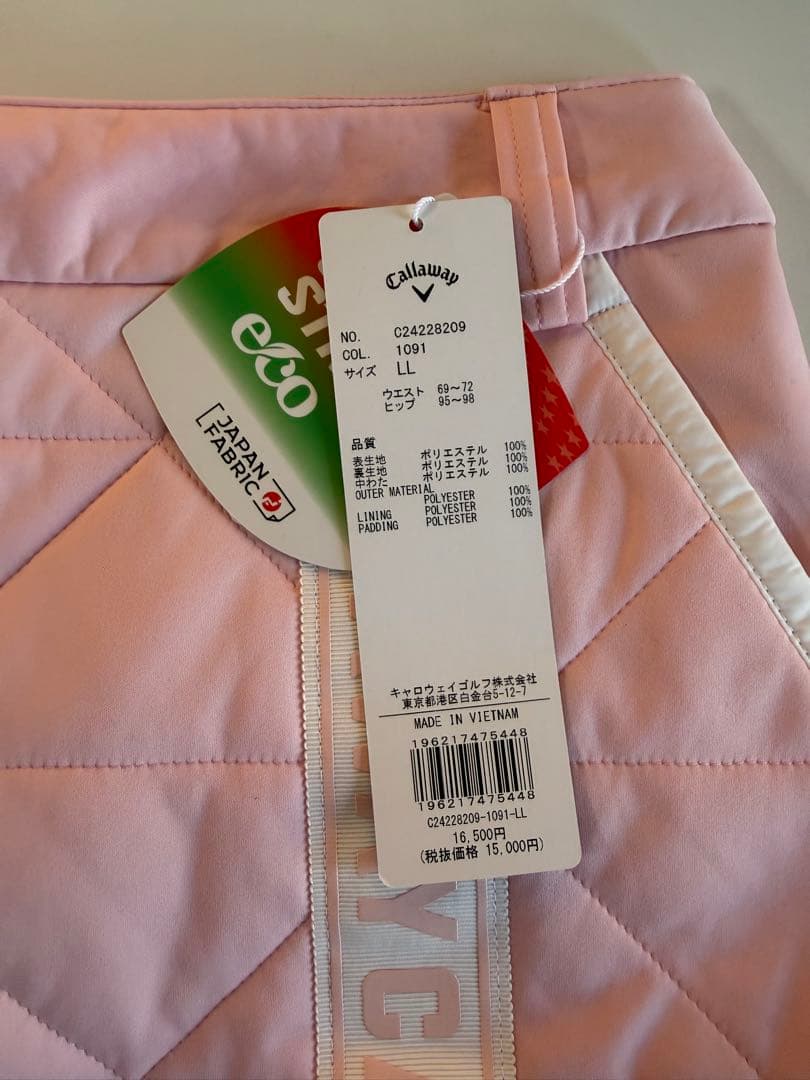 Callaway
NO. C24228209
COL. 1091
サイズ LL
ウエスト 69～72
ヒップ 95～98
品質
表生地 ポリエステル 100%
裏生地 ポリエステル 100%
中わた ポリエステル 100%
OUTER MATERIAL
POLYESTER 100%
LINING POLYESTER 100%
PADDING POLYESTER 100%
キャロウェイゴルフ株式会社
東京都港区白金台5-12-7
MADE IN VIETNAM
196217475448
196217475448
C24228209-1091-LL
16,500円
(税抜価格 15,000円)
eco
JAPAN
FABRIC
YC